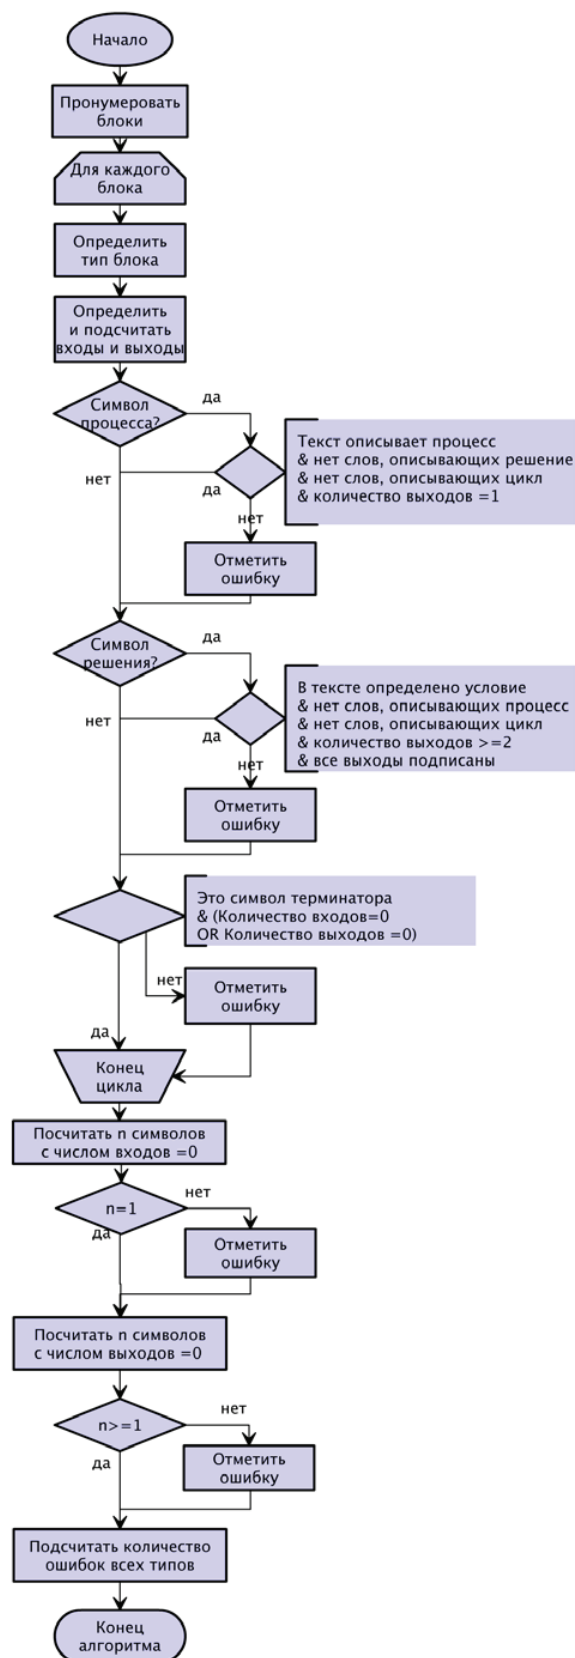 Начало
Пронумеровать
блоки
Для каждого
блока
Определить
тип блока
Определить
и подсчитать
входы и выходы
Символ
процесса?
да
Текст описывает процесс
& нет слов, описывающих решение
& нет слов, описывающих цикл
& количество выходов =1
нет
да
нет
Отметить
ошибку
Символ
решения?
да
В тексте определено условие
& нет слов, описывающих процесс
& нет слов, описывающих цикл
& количество выходов >=2
& все выходы подписаны
нет
да
нет
Отметить
ошибку
Это символ терминатора
& (Количество входов=0
OR Количество выходов =0)
нет
Отметить
ошибку
да
Конец
цикла
Посчитать n символов
с числом входов =0
n=1
нет
да
Отметить
ошибку
Посчитать n символов
с числом выходов =0
n>=1
нет
да
Отметить
ошибку
Подсчитать количество
ошибок всех типов
Конец
алгоритма